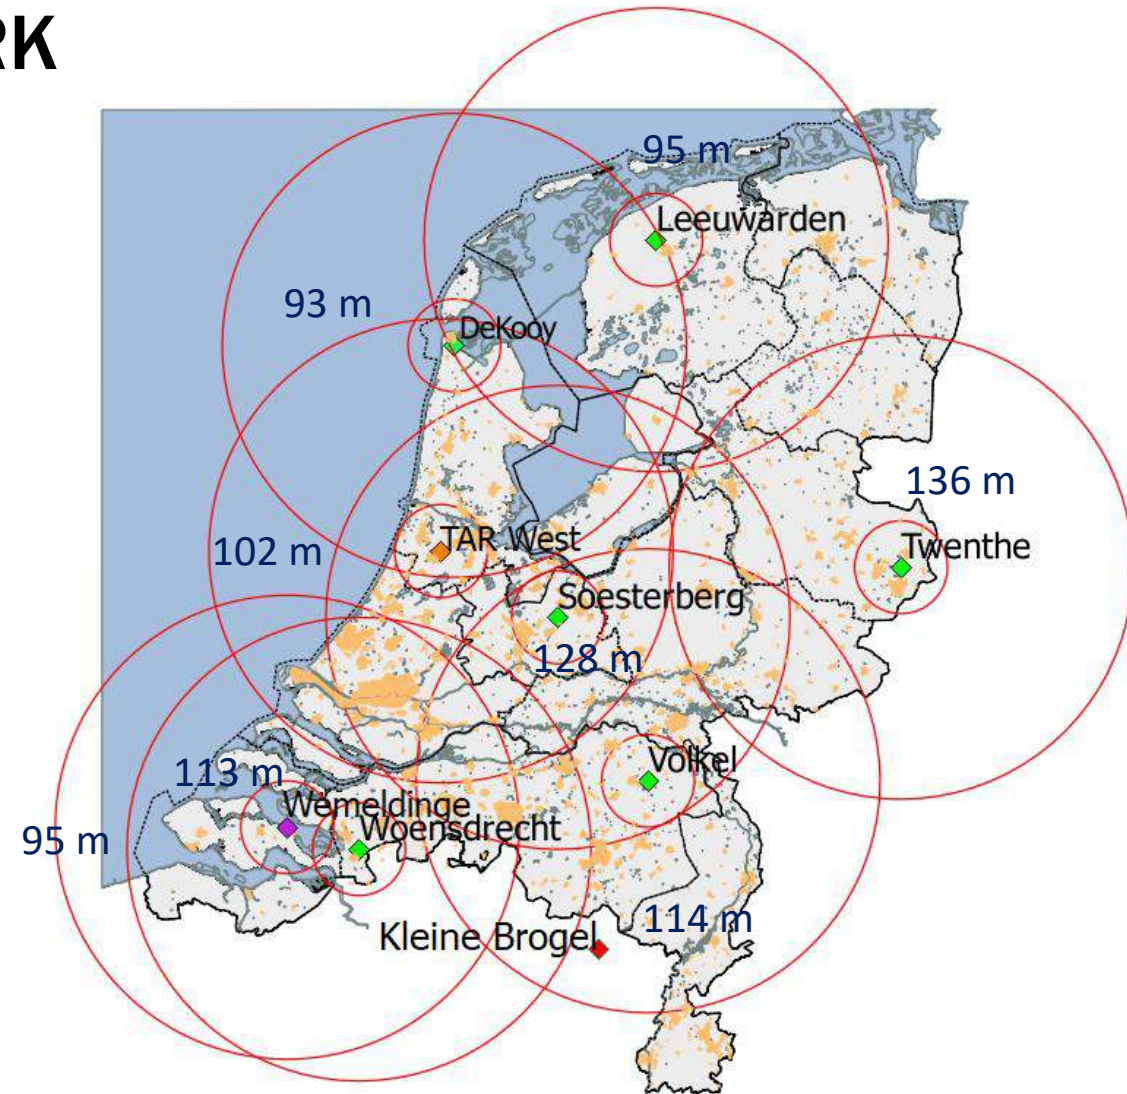 RK
95 m
Leeuwarden
93 m
DeKooy
136 m
TAR West
102 m
Twenthe
Soesterberg
128 m
Volkel
113 m
Wemeldinge
Woensdrecht
95 m
114 m
Kleine Brogel